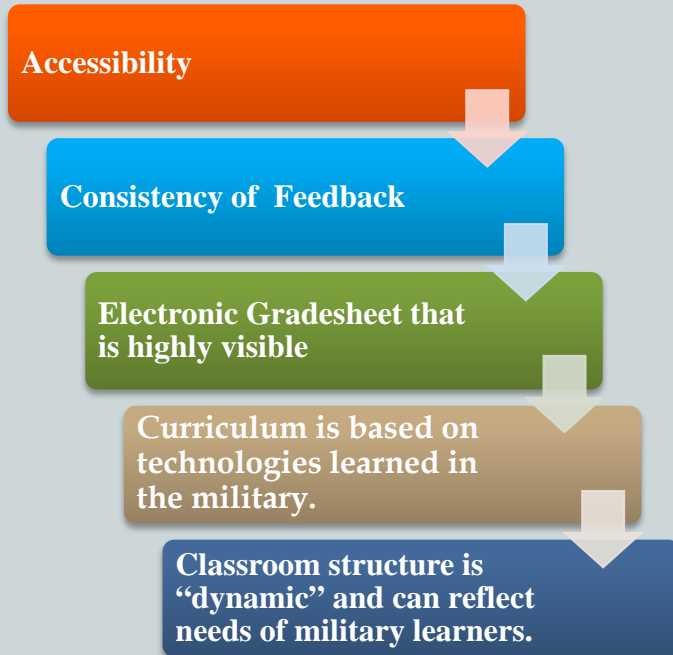 Accessibility
Consistency of  Feedback
Electronic Gradesheet that
is highly visible
Curriculum is based on
technologies learned in
the military.
Classroom structure is
“dynamic” and can reflect
needs of military learners.